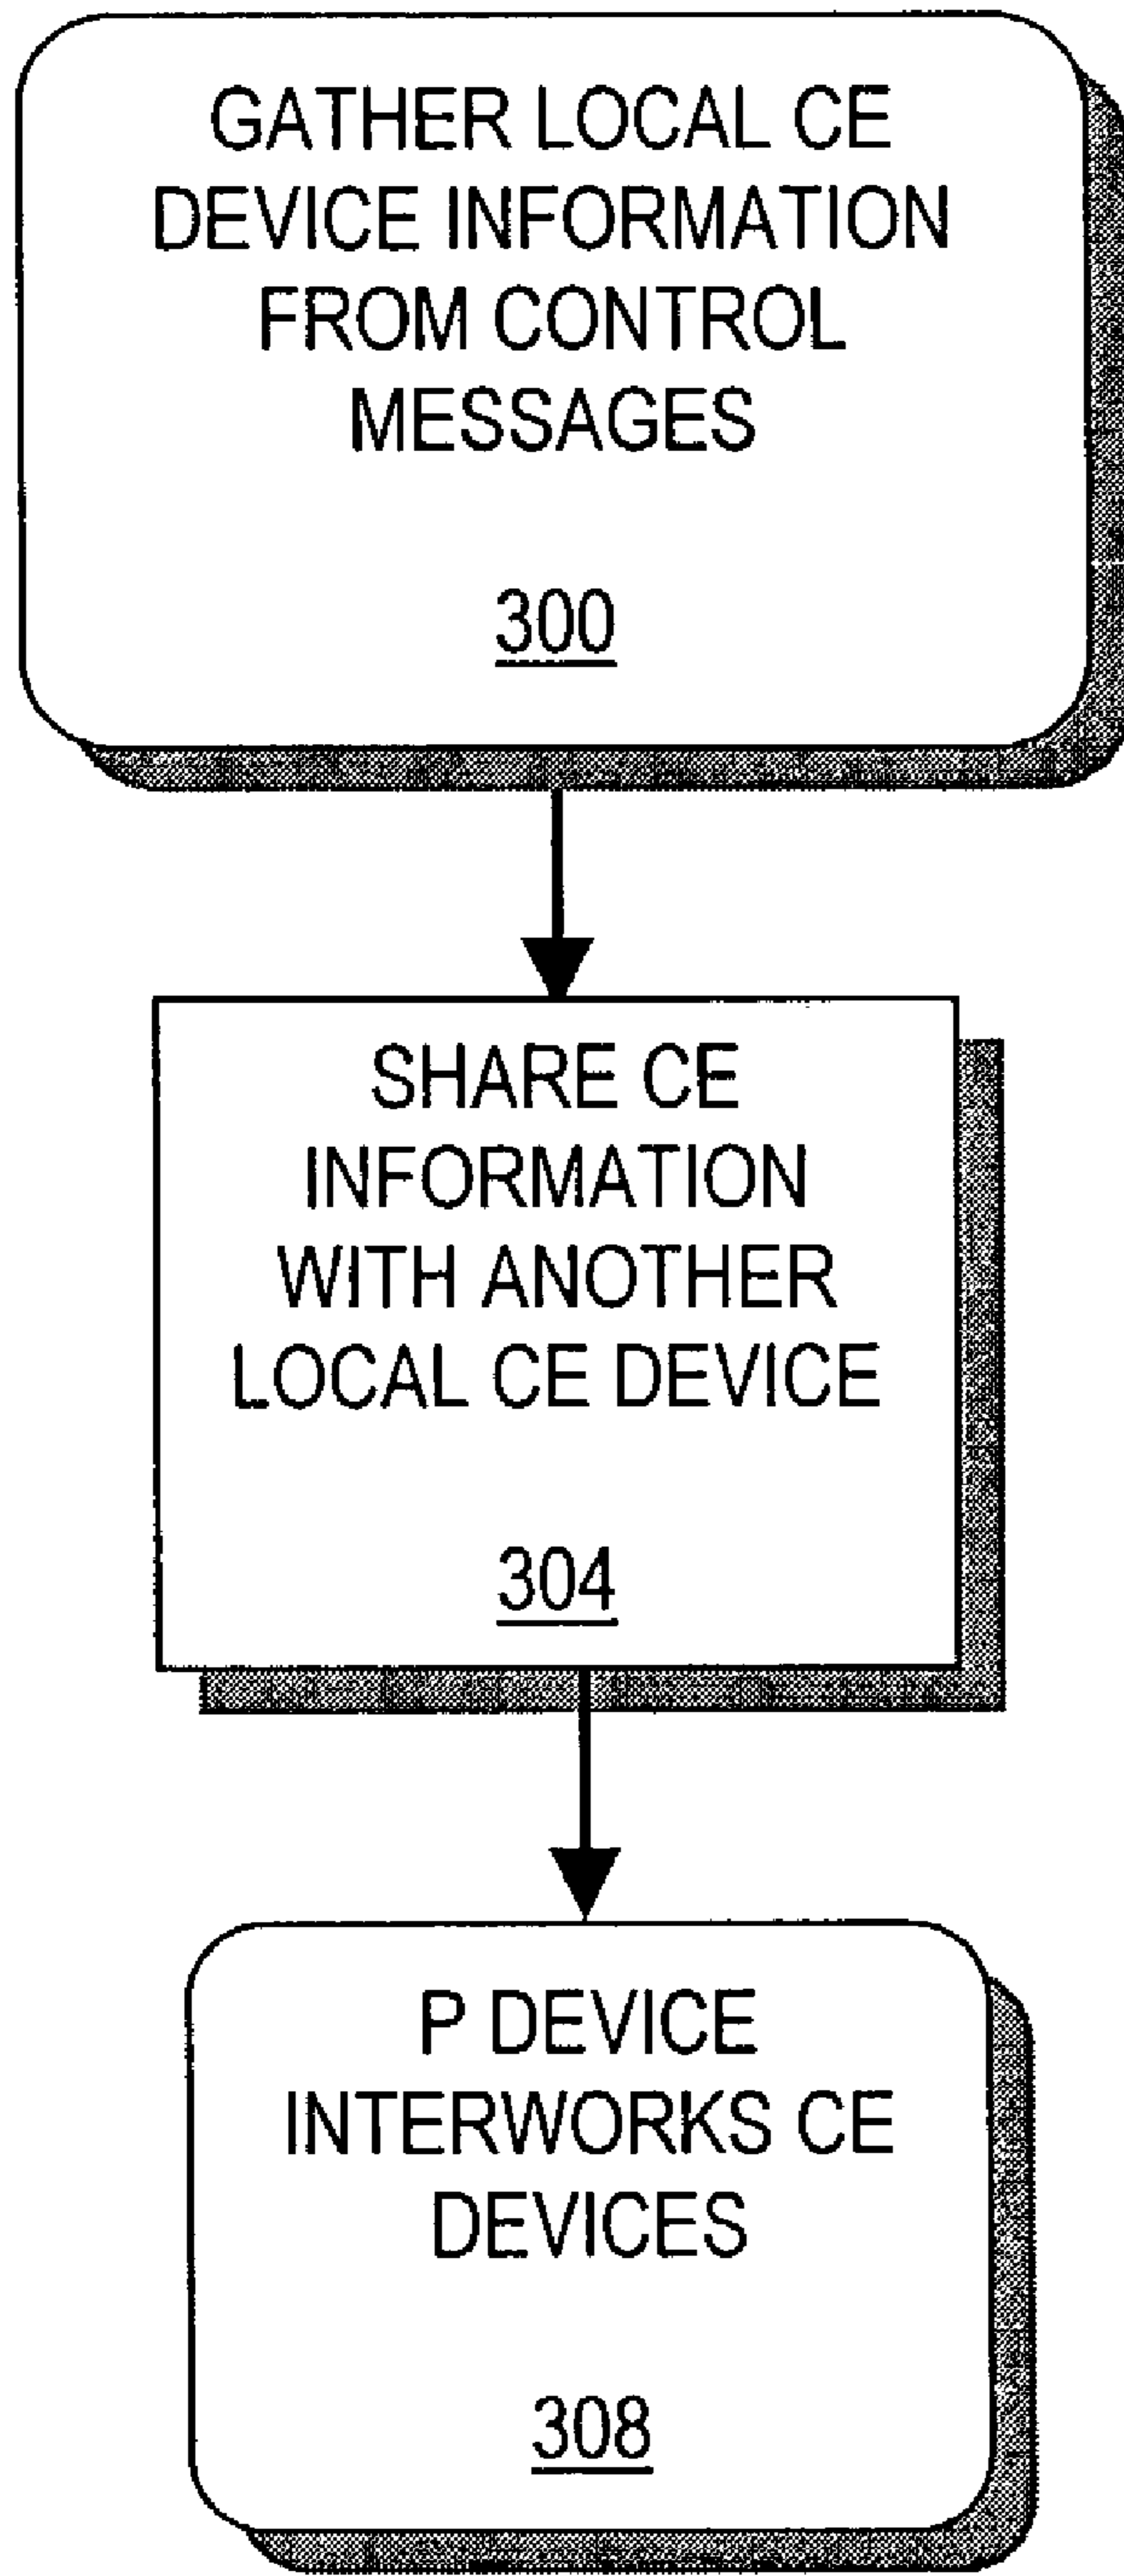 GATHER LOCAL CE
DEVICE INFORMATION
FROM CONTROL
MESSAGES
300
SHARE CE
INFORMATION
WITH ANOTHER
LOCAL CE DEVICE
304
P DEVICE
INTERWORKS CE
DEVICES
308